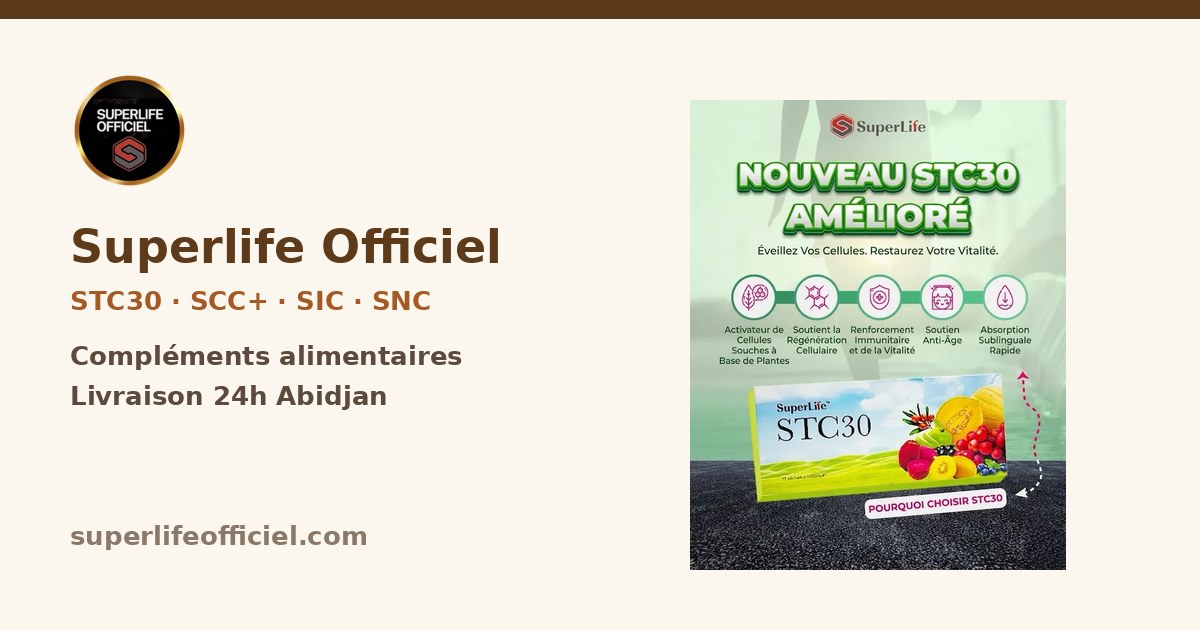 SUPERLIFE
OFFICIEL
Superlife Officiel
STC30 · SCC+ · SIC · SNC
Compléments alimentaires
Livraison 24h Abidjan
superlifeofficiel.com
SuperLife
NOUVEAU STC30
AMÉLIORÉ
Éveillez Vos Cellules. Restaurez Votre Vitalité.
Activateur de
Cellules
Souches à
Base de Plantes
Soutient la
Régénération
Cellulaire
Renforcement
Immunitaire
et de la Vitalité
Soutien
Anti-Âge
Absorption
Sublinguale
Rapide
SuperLife™
STC30
POURQUOI CHOISIR STC30